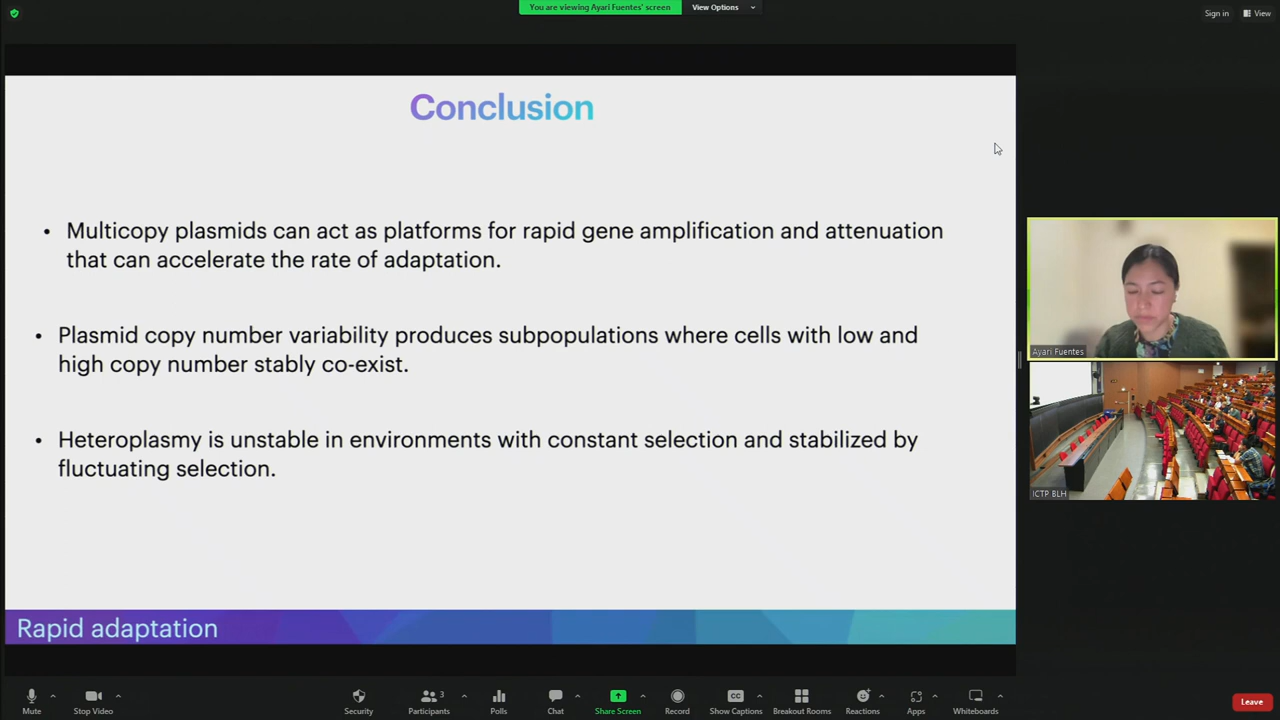 You are viewing Ayari Fuentes' screen
View Options
Sign in
View
Conclusion
• Multicopy plasmids can act as platforms for rapid gene amplification and attenuation
that can accelerate the rate of adaptation.
• Plasmid copy number variability produces subpopulations where cells with low and
high copy number stably co-exist.
• Heteroplasmy is unstable in environments with constant selection and stabilized by
fluctuating selection.
Rapid adaptation
Ayari Fuentes
ICTP BLH
Mute
Stop Video
Security
Participants
3
Polls
Chat
Share Screen
Record
Show Captions
Breakout Rooms
Reactions
Apps
Whiteboards
Leave